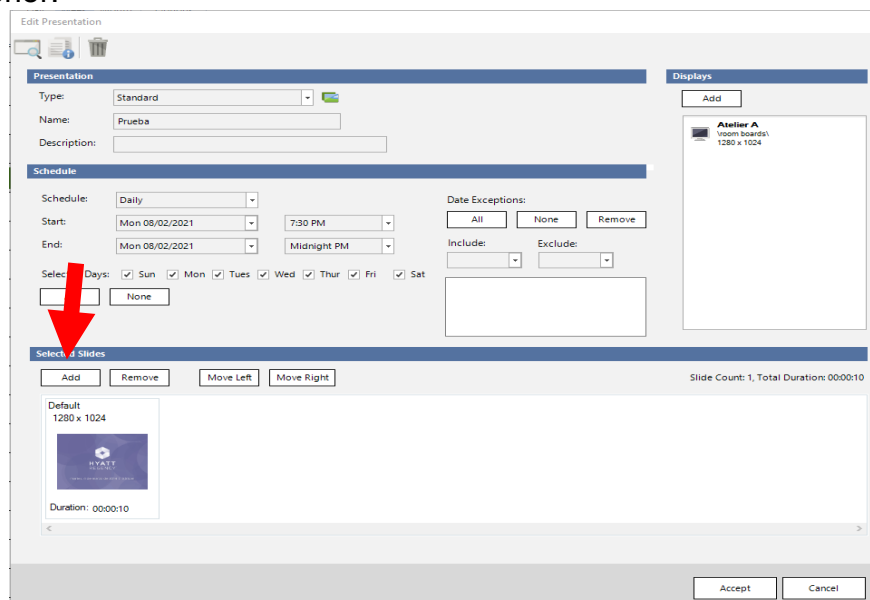 Edit Presentation
Presentation
Type: Standard
Name: Prueba
Description:
Schedule
Schedule: Daily
Start: Mon 08/02/2021 7:30 PM
End: Mon 08/02/2021 Midnight PM
Days: Sun Mon Tues Wed Thur Fri Sat
None
Date Exceptions:
All None Remove
Include: Exclude:
Displays
Add
Atelier A
\room boards\
1280 x 1024
Selected Slides
Add Remove Move Left Move Right
Slide Count: 1, Total Duration: 00:00:10
Default
1280 x 1024
HYATT
REGENCY
Duration: 00:00:10
Accept Cancel